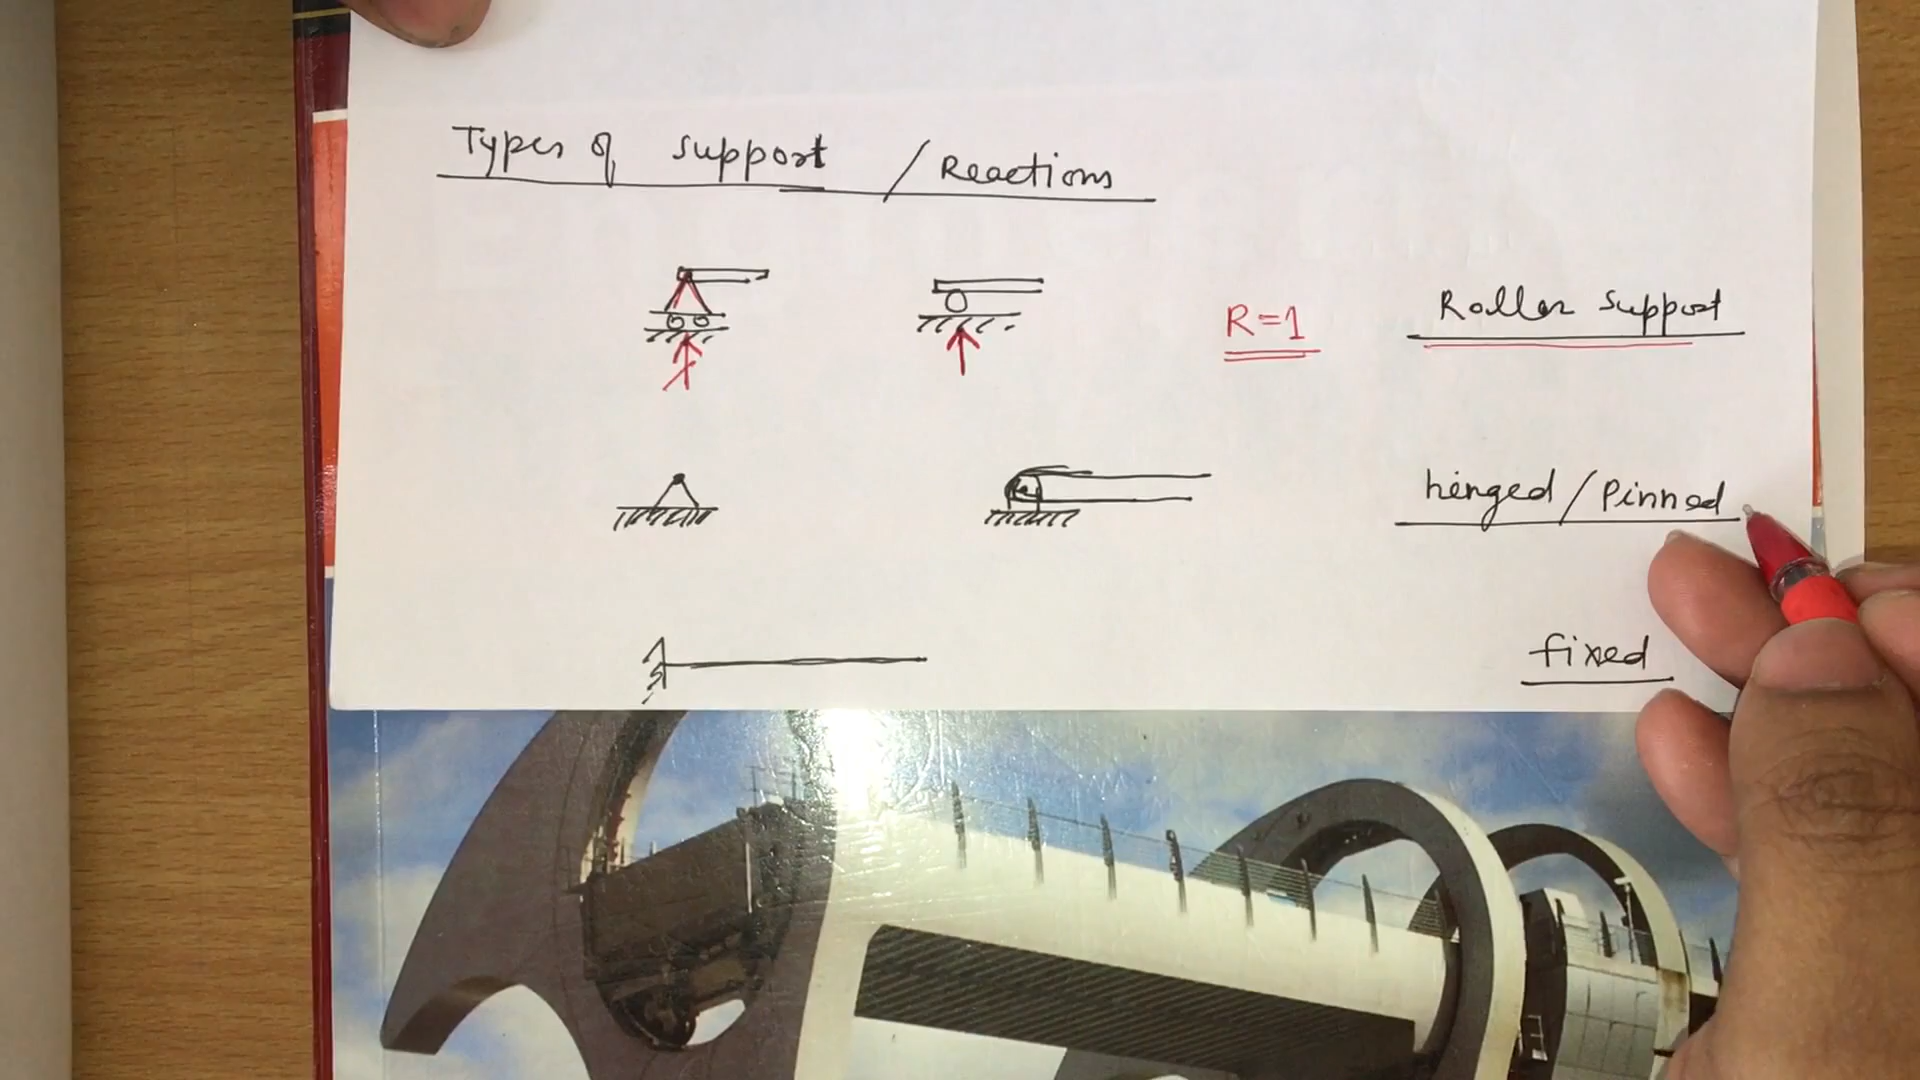 Types of support / Reactions
R=1 Roller support
hinged / Pinned
fixed